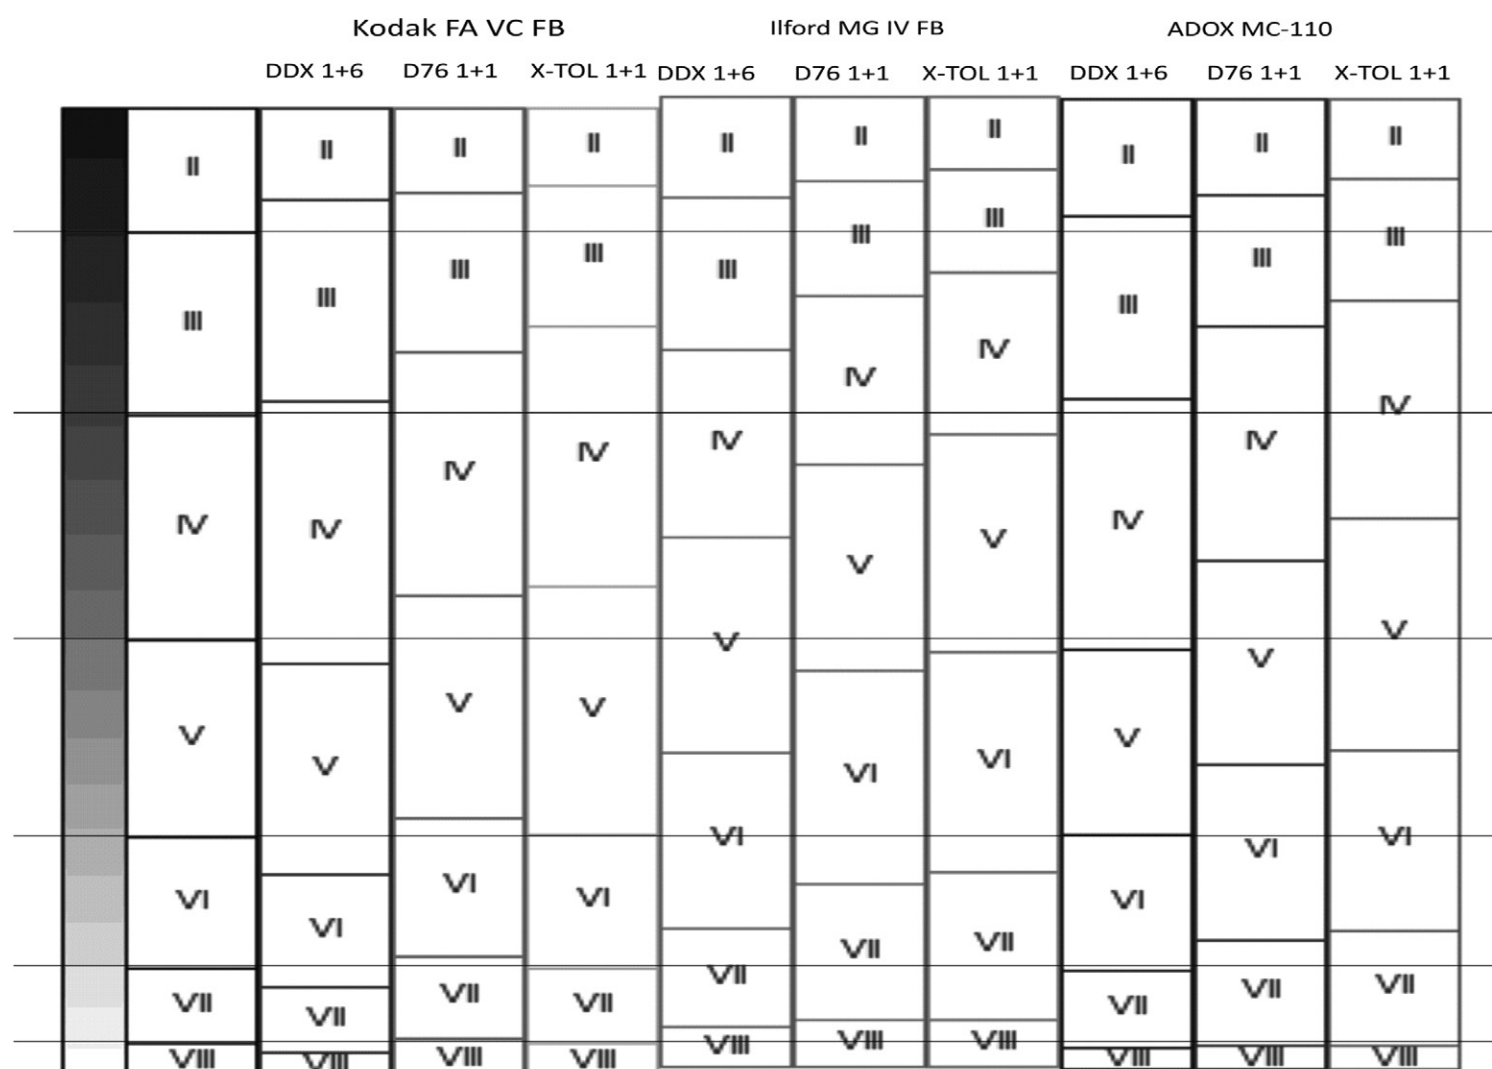 Kodak FA VC FB Ilford MG IV FB ADOX MC-110
DDX 1+6 D76 1+1 X-TOL 1+1 DDX 1+6 D76 1+1 X-TOL 1+1 DDX 1+6 D76 1+1 X-TOL 1+1
II II II II II II II II II II
III III III III III III III III III III
IV IV IV IV IV IV IV IV IV IV
V V V V V V V V V V
VI VI VI VI VI VI VI VI VI VI
VII VII VII VII VII VII VII VII VII VII
VIII VIII VIII VIII VIII VIII VIII VIII VIII VIII